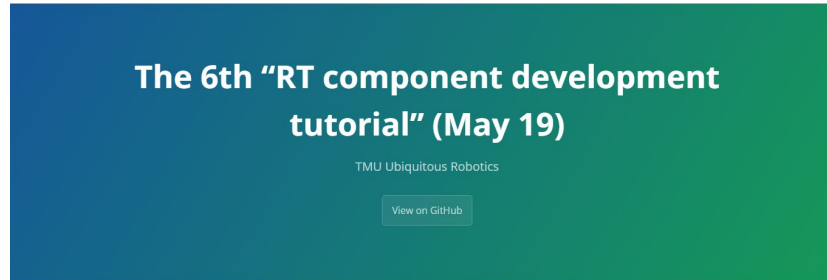 The 6th “RT component development
tutorial” (May 19)
TMU Ubiquitous Robotics
View on GitHub